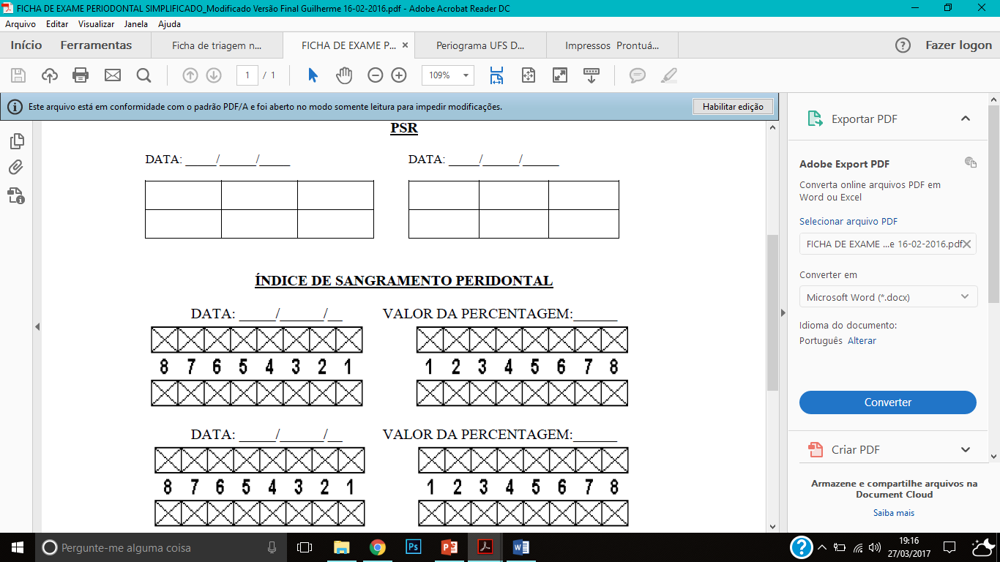 FICHA DE EXAME PERIODONTAL SIMPLIFICADO_Modificado Versão Final Guilherme 16-02-2016.pdf - Adobe Acrobat Reader DC
Arquivo Editar Visualizar Janela Ajuda
Início Ferramentas Ficha de triagem n... FICHA DE EXAME P... × Periograma UFS D... Impressos Prontuá... ? Fazer logon
1 / 1 109%
Este arquivo está em conformidade com o padrão PDF/A e foi aberto no modo somente leitura para impedir modificações. Habilitar edição
PSR
DATA: _____/______/_____ DATA: _____/______/______
ÍNDICE DE SANGRAMENTO PERIDONTAL
DATA: _____/______/__ VALOR DA PERCENTAGEM:______
8 7 6 5 4 3 2 1 1 2 3 4 5 6 7 8
DATA: _____/______/__ VALOR DA PERCENTAGEM:______
8 7 6 5 4 3 2 1 1 2 3 4 5 6 7 8
Exportar PDF
Adobe Export PDF
Converta online arquivos PDF em
Word ou Excel
Selecionar arquivo PDF
FICHA DE EXAME ...e 16-02-2016.pdf
Converter em
Microsoft Word (*.docx)
Idioma do documento:
Português Alterar
Converter
Criar PDF
Armazene e compartilhe arquivos na
Document Cloud
Saiba mais
Pergunte-me alguma coisa
Ps
?
19:16
27/03/2017